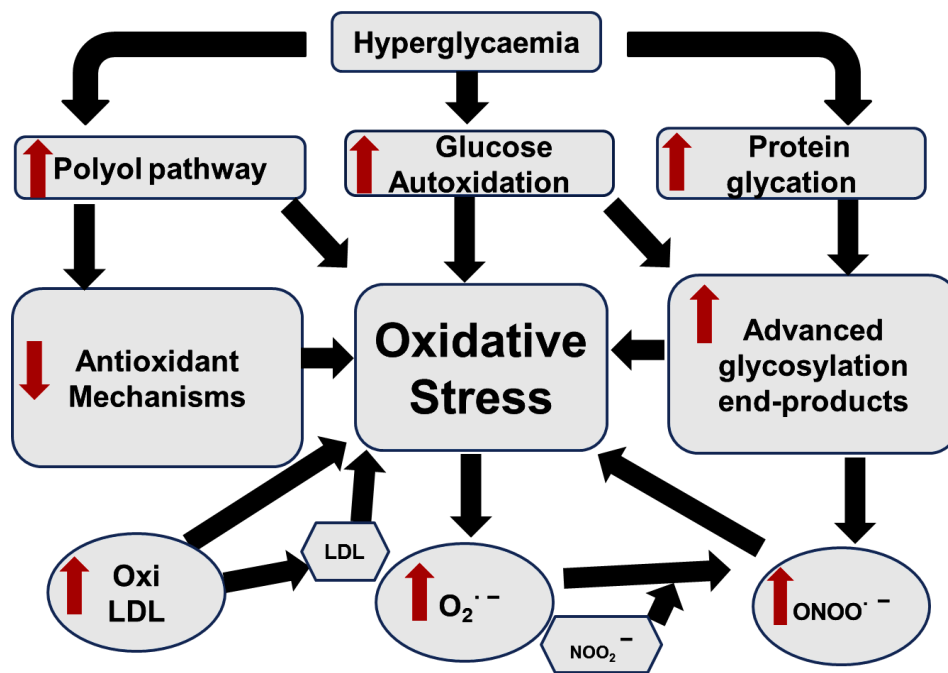 Hyperglycaemia
Polyol pathway
Glucose
Autoxidation
Protein
glycation
Antioxidant
Mechanisms
Oxidative
Stress
Advanced
glycosylation
end-products
Oxi
LDL
LDL
O₂˙⁻
NOO₂⁻
ONOO˙⁻